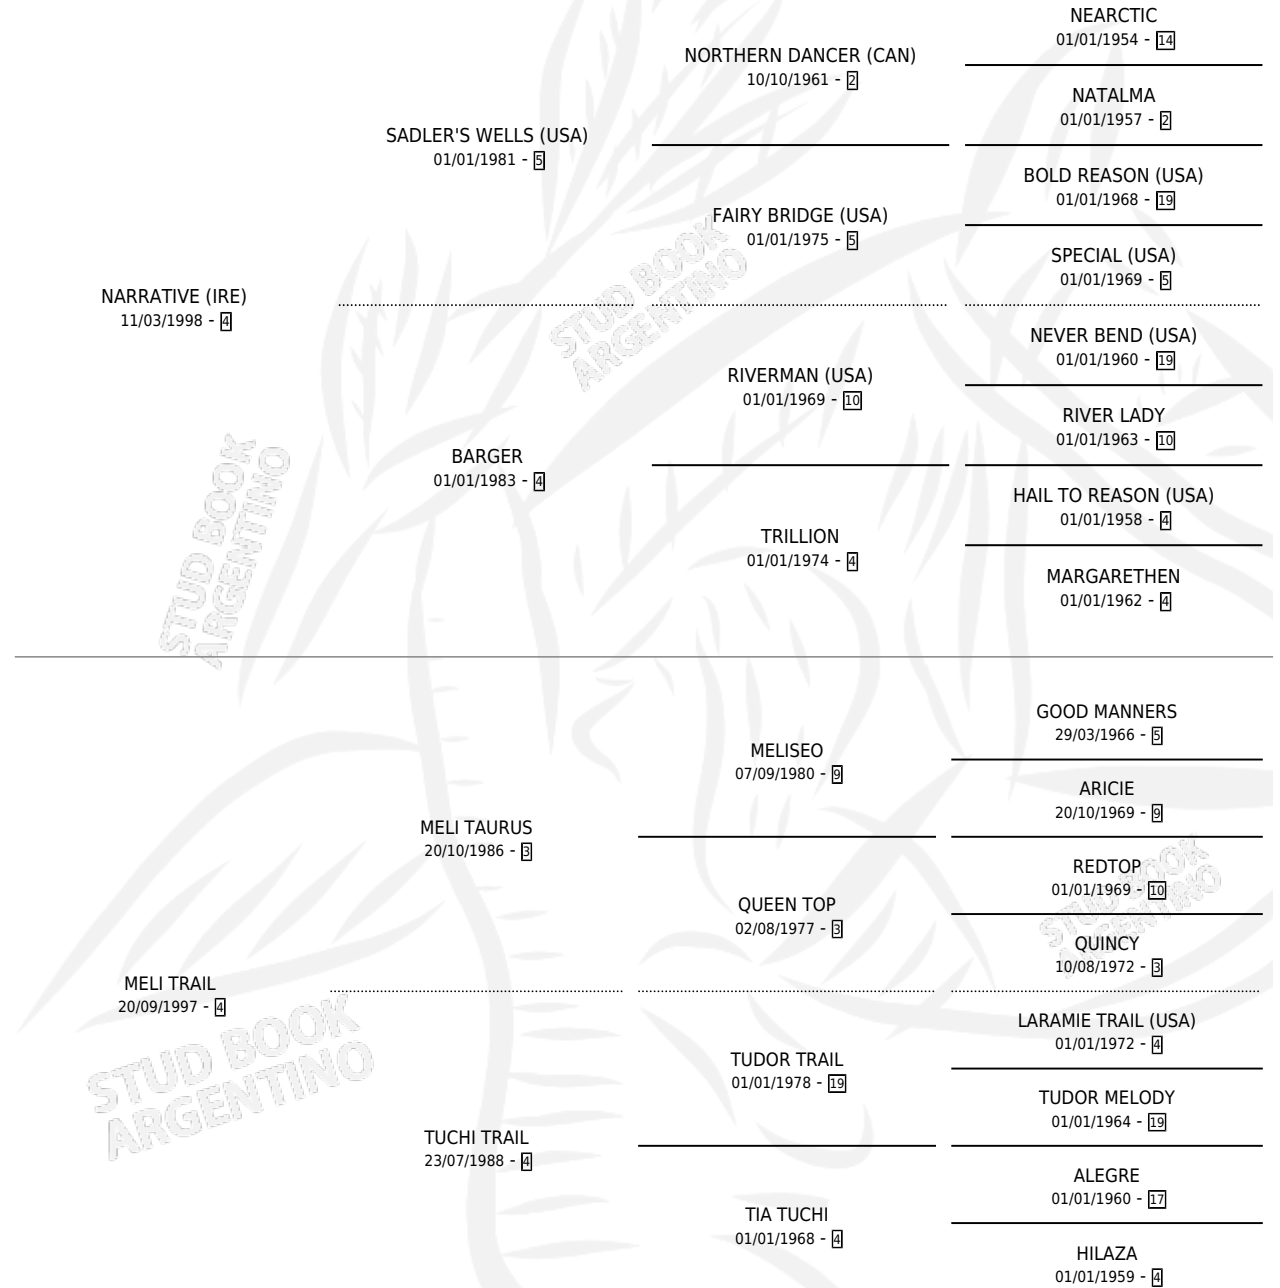 NEARCTIC
01/01/1954 - 14
NORTHERN DANCER (CAN)
10/10/1961 - 2
NATALMA
01/01/1957 - 2
SADLER'S WELLS (USA)
01/01/1981 - 5
BOLD REASON (USA)
01/01/1968 - 19
FAIRY BRIDGE (USA)
01/01/1975 - 5
SPECIAL (USA)
01/01/1969 - 5
NARRATIVE (IRE)
11/03/1998 - 4
STUD BOOK
ARGENTINO
NEVER BEND (USA)
01/01/1960 - 19
RIVERMAN (USA)
01/01/1969 - 10
RIVER LADY
01/01/1963 - 10
BARGER
01/01/1983 - 4
HAIL TO REASON (USA)
01/01/1958 - 4
TRILLION
01/01/1974 - 4
MARGARETHEN
01/01/1962 - 4
STUD BOOK
ARGENTINO
GOOD MANNERS
29/03/1966 - 5
MELISEO
07/09/1980 - 9
ARICIE
20/10/1969 - 9
MELI TAURUS
20/10/1986 - 3
REDTOP
01/01/1969 - 10
QUEEN TOP
02/08/1977 - 3
STUD BOOK
ARGENTINO
QUINCY
10/08/1972 - 3
MELI TRAIL
20/09/1997 - 4
LARAMIE TRAIL (USA)
01/01/1972 - 4
TUDOR TRAIL
01/01/1978 - 19
TUDOR MELODY
01/01/1964 - 19
STUD BOOK
ARGENTINO
TUCHI TRAIL
23/07/1988 - 4
ALEGRE
01/01/1960 - 17
TIA TUCHI
01/01/1968 - 4
HILAZA
01/01/1959 - 4